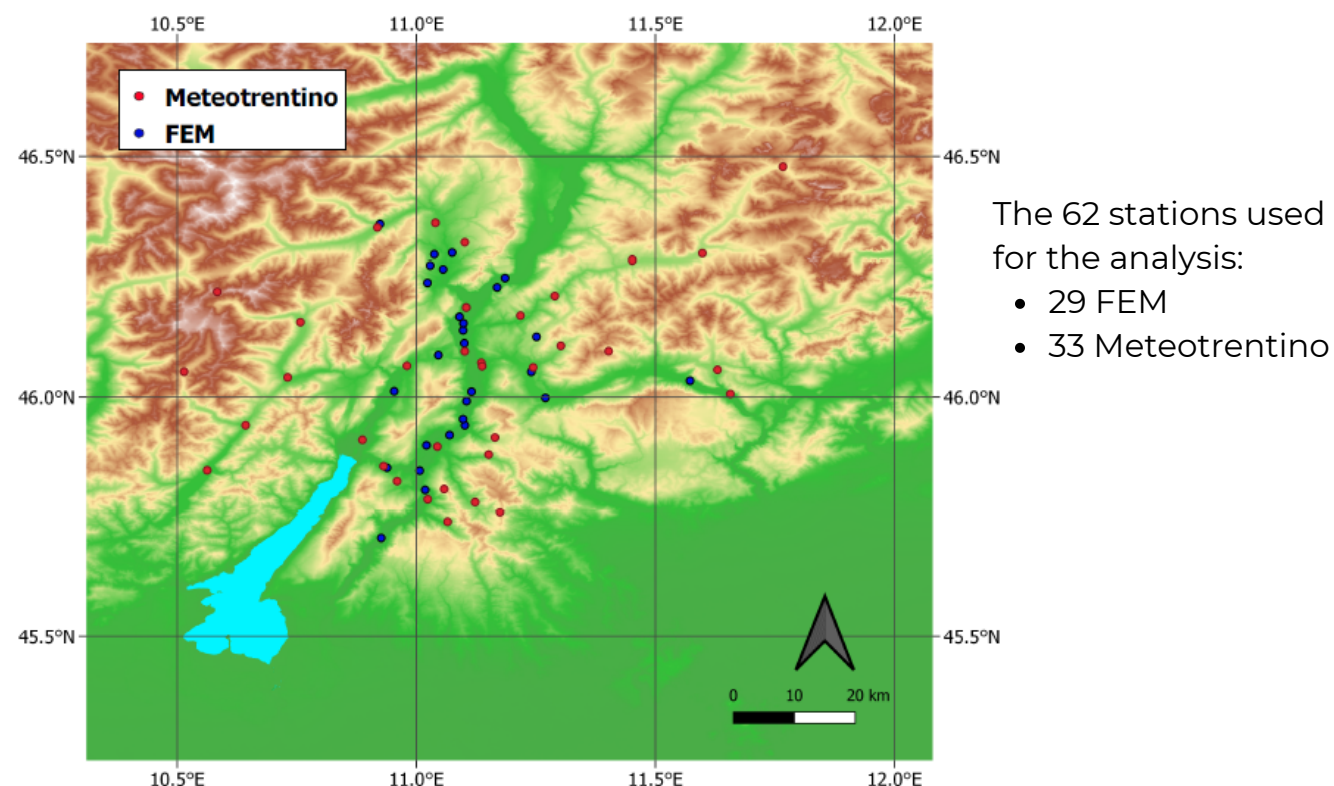 10.5°E 11.0°E 11.5°E 12.0°E
Meteotrentino
FEM
46.5°N 46.5°N
The 62 stations used
for the analysis:
• 29 FEM
• 33 Meteotrentino
46.0°N 46.0°N
45.5°N 45.5°N
0 10 20 km
10.5°E 11.0°E 11.5°E 12.0°E